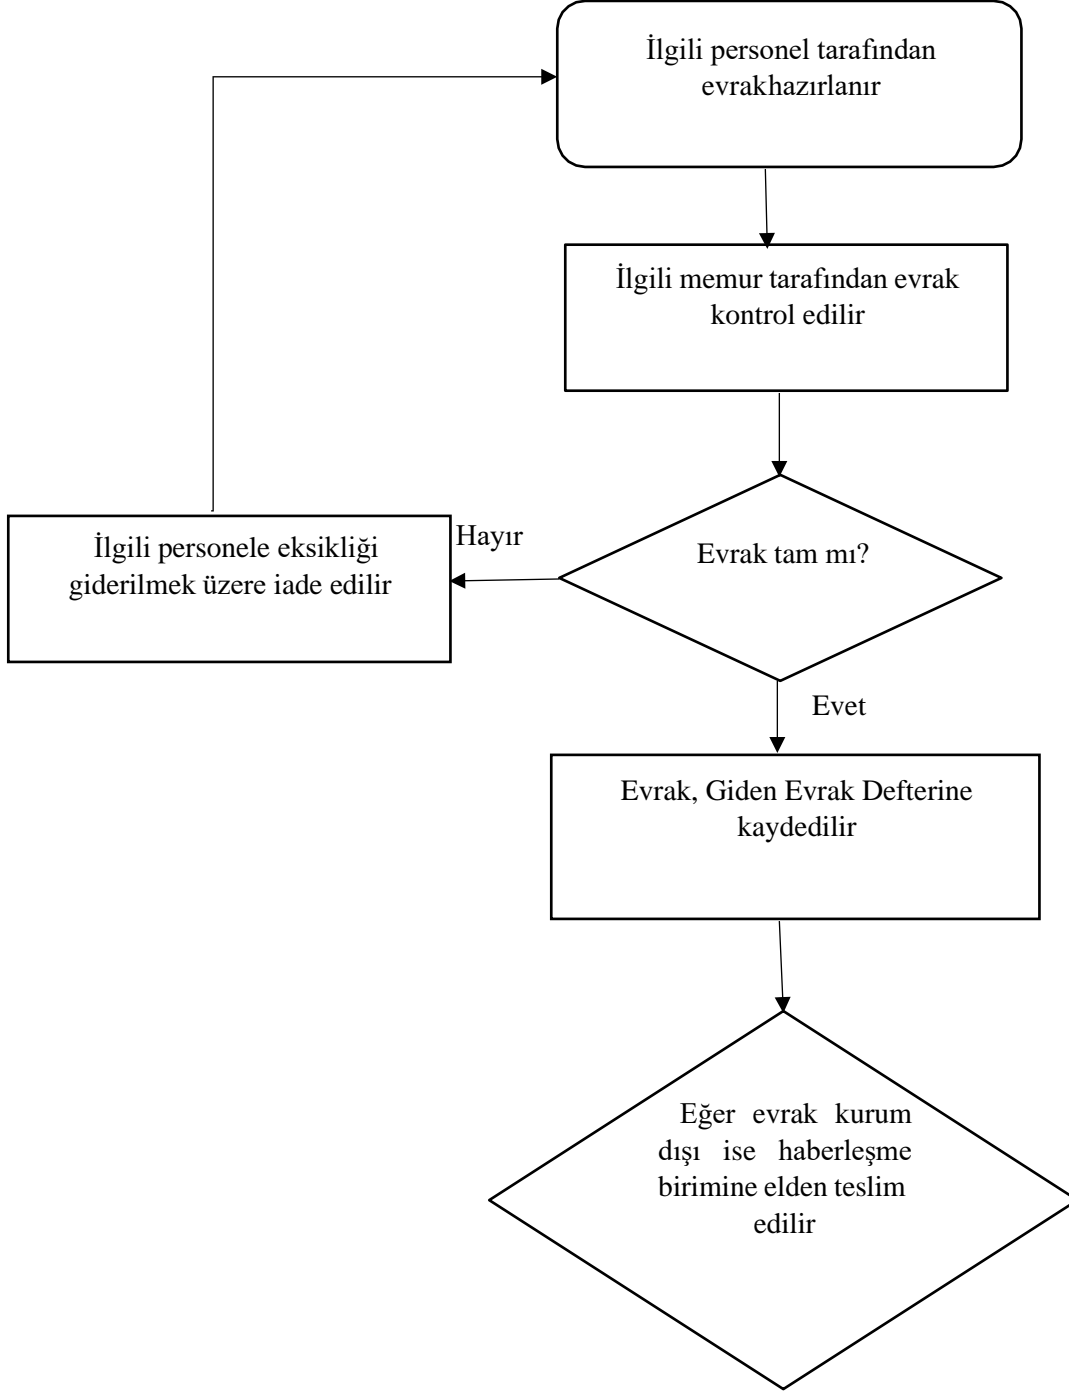 İlgili personel tarafından
evrakhazırlanır
İlgili memur tarafından evrak
kontrol edilir
Evrak tam mı?
Hayır
İlgili personele eksikliği
giderilmek üzere iade edilir
Evet
Evrak, Giden Evrak Defterine
kaydedilir
Eğer evrak kurum
dışı ise haberleşme
birimine elden teslim
edilir